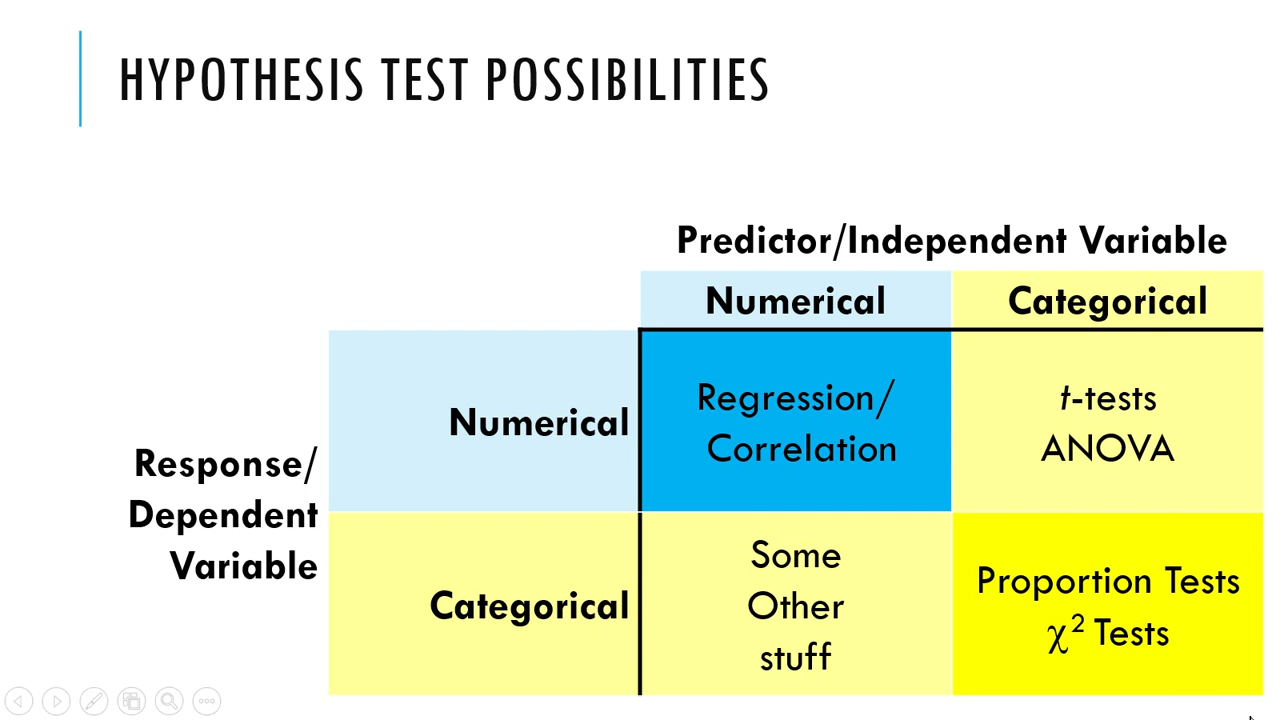 HYPOTHESIS TEST POSSIBILITIES
Predictor/Independent Variable
Numerical Categorical
Response/
Dependent
Variable
Numerical
Regression/
Correlation
t-tests
ANOVA
Categorical
Some
Other
stuff
Proportion Tests
χ² Tests